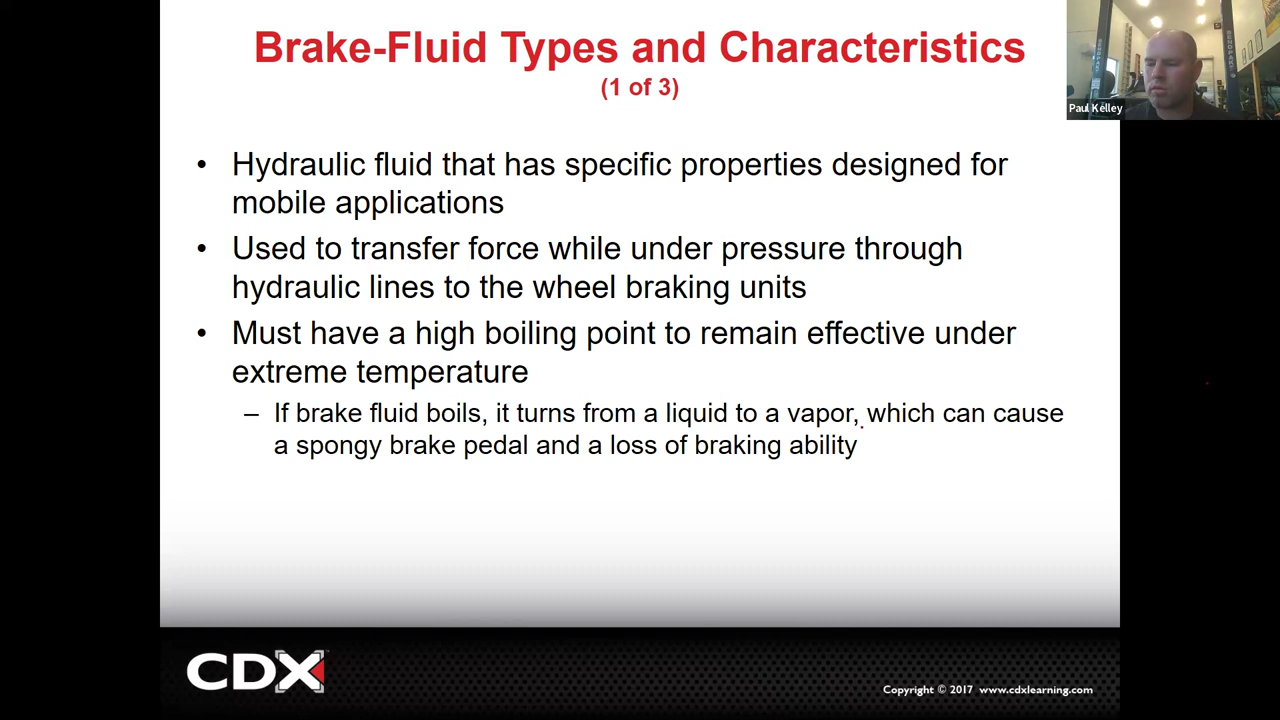 Brake-Fluid Types and Characteristics
(1 of 3)
Paul Kelley
• Hydraulic fluid that has specific properties designed for
mobile applications
• Used to transfer force while under pressure through
hydraulic lines to the wheel braking units
• Must have a high boiling point to remain effective under
extreme temperature
– If brake fluid boils, it turns from a liquid to a vapor, which can cause
a spongy brake pedal and a loss of braking ability
CDX
Copyright © 2017 www.cdxlearning.com